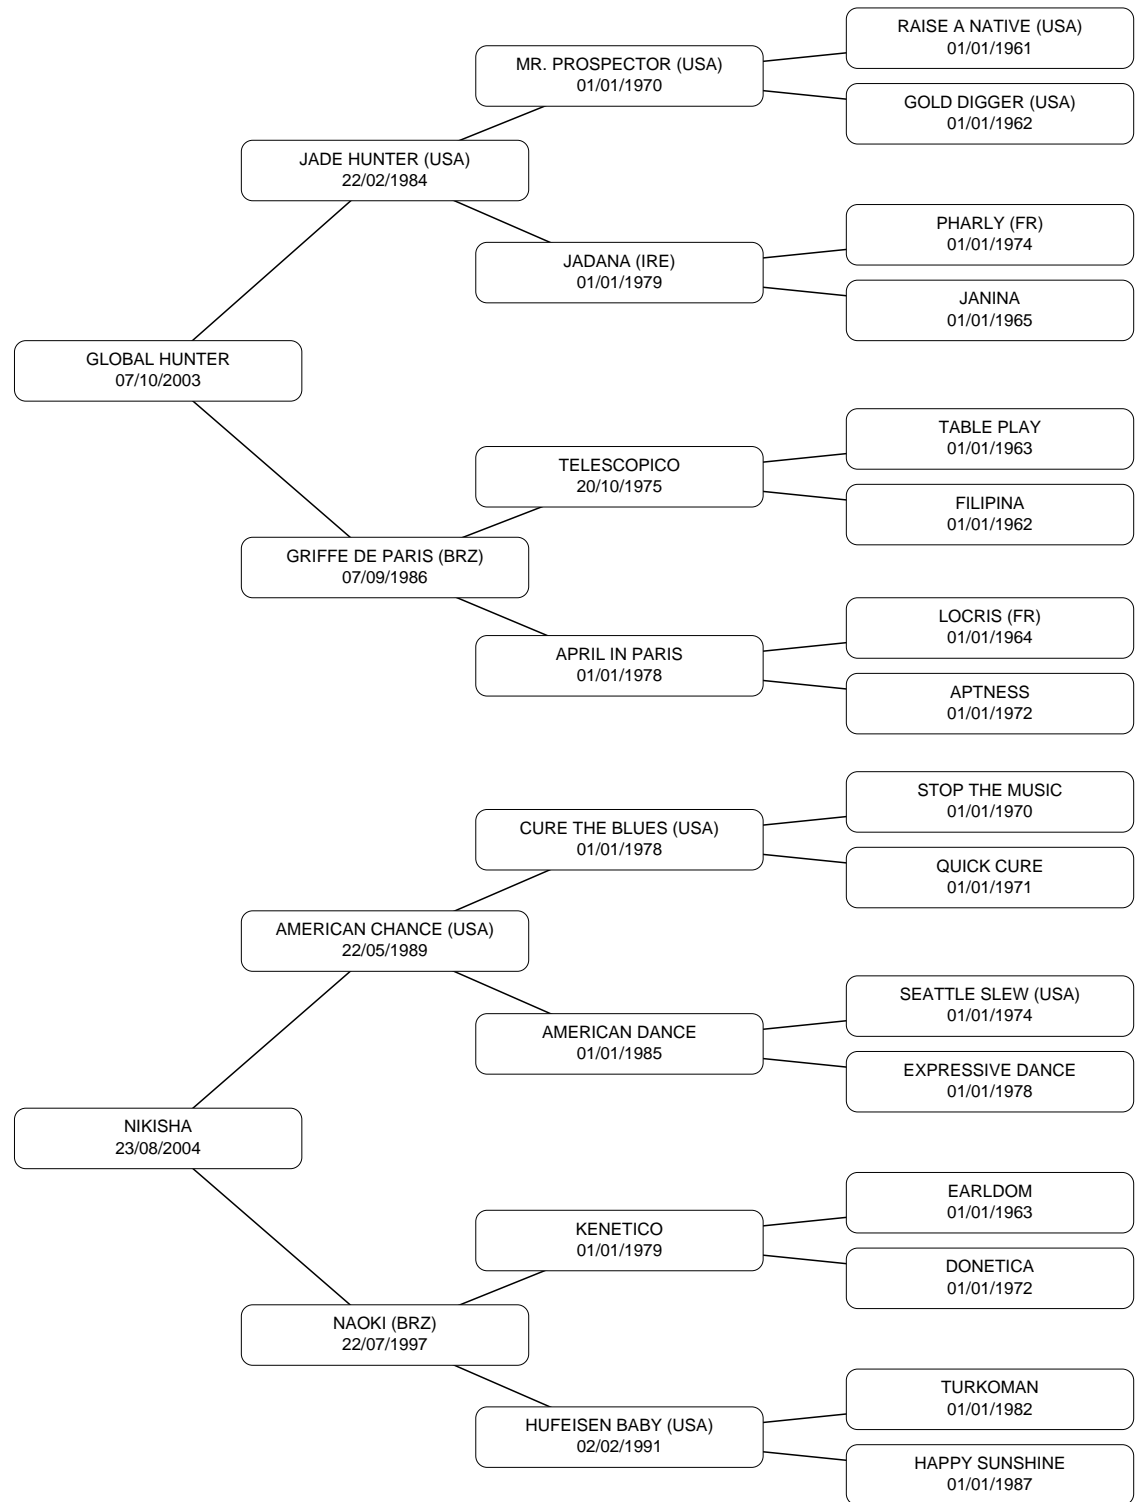 RAISE A NATIVE (USA)
01/01/1961
MR. PROSPECTOR (USA)
01/01/1970
GOLD DIGGER (USA)
01/01/1962
JADE HUNTER (USA)
22/02/1984
PHARLY (FR)
01/01/1974
JADANA (IRE)
01/01/1979
JANINA
01/01/1965
GLOBAL HUNTER
07/10/2003
TABLE PLAY
01/01/1963
TELESCOPICO
20/10/1975
FILIPINA
01/01/1962
GRIFFE DE PARIS (BRZ)
07/09/1986
LOCRIS (FR)
01/01/1964
APRIL IN PARIS
01/01/1978
APTNESS
01/01/1972
STOP THE MUSIC
01/01/1970
CURE THE BLUES (USA)
01/01/1978
QUICK CURE
01/01/1971
AMERICAN CHANCE (USA)
22/05/1989
SEATTLE SLEW (USA)
01/01/1974
AMERICAN DANCE
01/01/1985
EXPRESSIVE DANCE
01/01/1978
NIKISHA
23/08/2004
EARLDOM
01/01/1963
KENETICO
01/01/1979
DONETICA
01/01/1972
NAOKI (BRZ)
22/07/1997
TURKOMAN
01/01/1982
HUFEISEN BABY (USA)
02/02/1991
HAPPY SUNSHINE
01/01/1987